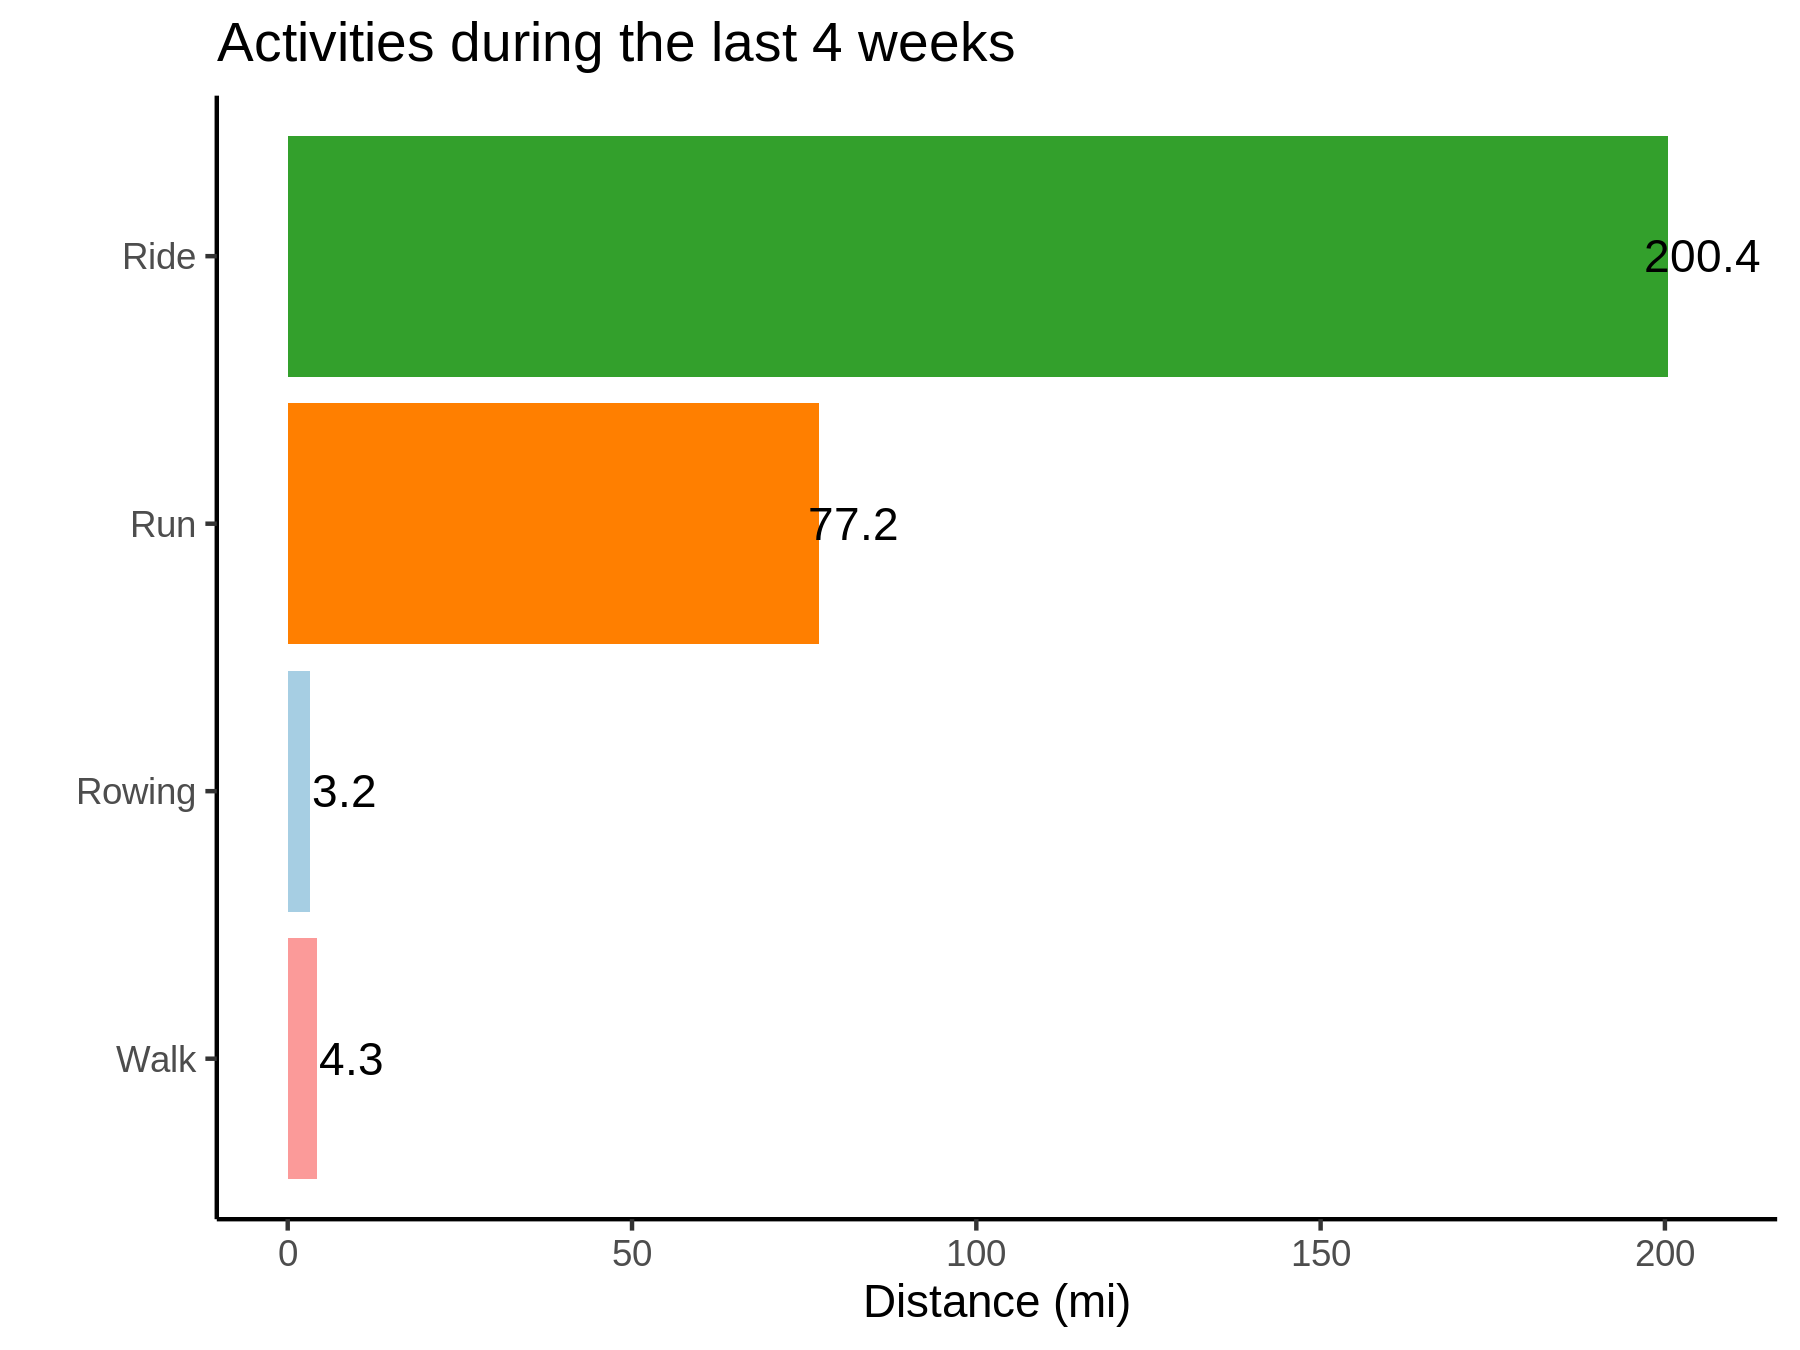 Activities during the last 4 weeks
Ride 200.4
Run 77.2
Rowing 3.2
Walk 4.3
0 50 100 150 200
Distance (mi)